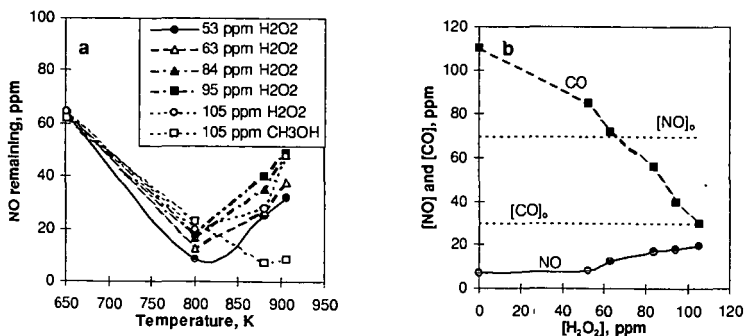 a
53 ppm H2O2
63 ppm H2O2
84 ppm H2O2
95 ppm H2O2
105 ppm H2O2
105 ppm CH3OH
NO remaining, ppm
100
80
60
40
20
0
650 700 750 800 850 900 950
Temperature, K
b
CO
[NO]o
[CO]o
NO
[NO] and [CO], ppm
120
100
80
60
40
20
0
0 20 40 60 80 100 120
[H2O2], ppm